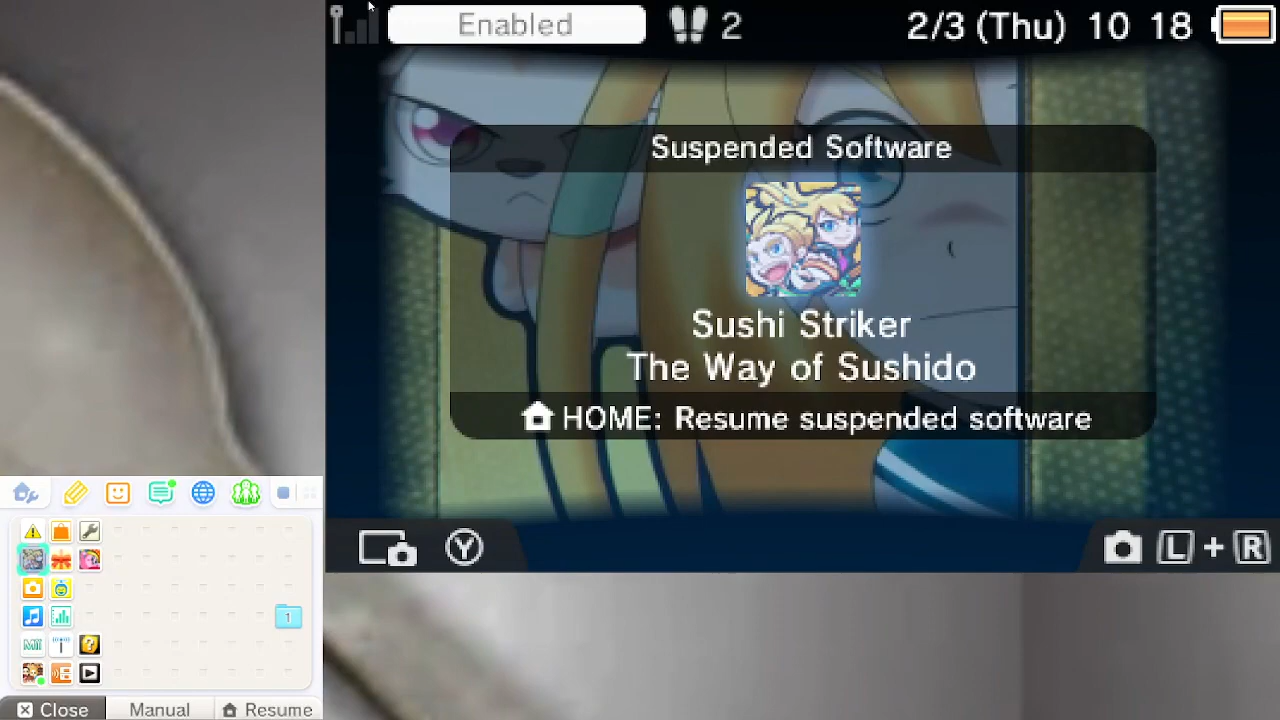 Enabled
2
2/3 (Thu) 10 18
Suspended Software
Sushi Striker
The Way of Sushido
HOME: Resume suspended software
Y
L + R
1
Mii
Close
Manual
Resume